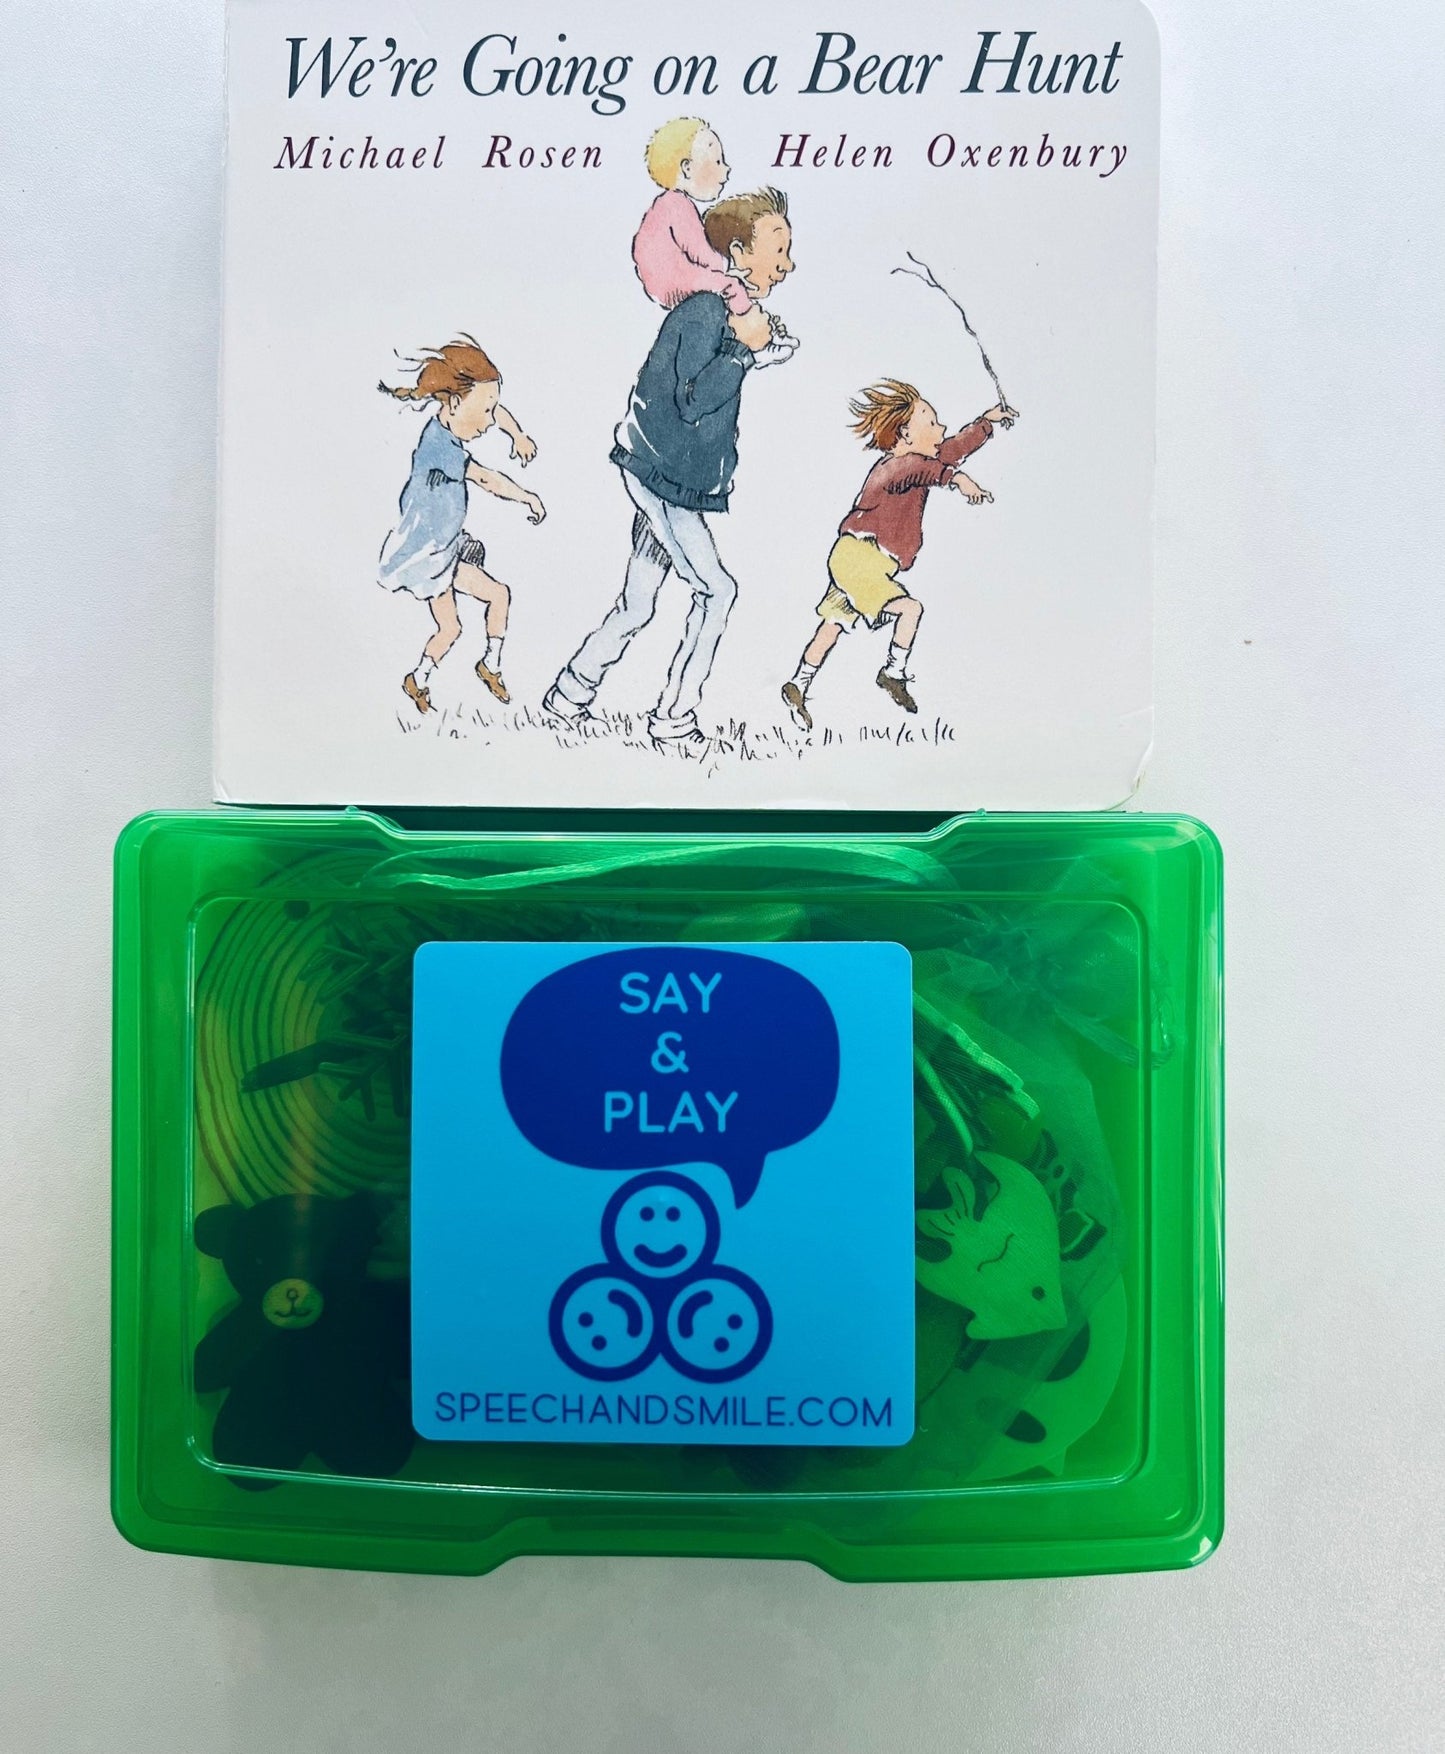 We're Going on a Bear Hunt
Michael Rosen Helen Oxenbury
SAY
&
PLAY
SPEECHANDSMILE.COM